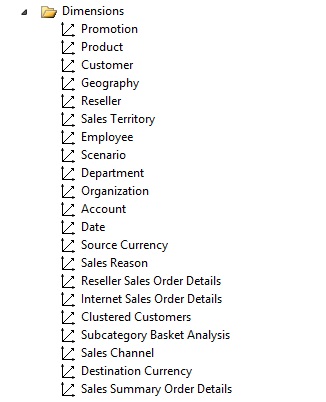 Dimensions
Promotion
Product
Customer
Geography
Reseller
Sales Territory
Employee
Scenario
Department
Organization
Account
Date
Source Currency
Sales Reason
Reseller Sales Order Details
Internet Sales Order Details
Clustered Customers
Subcategory Basket Analysis
Sales Channel
Destination Currency
Sales Summary Order Details